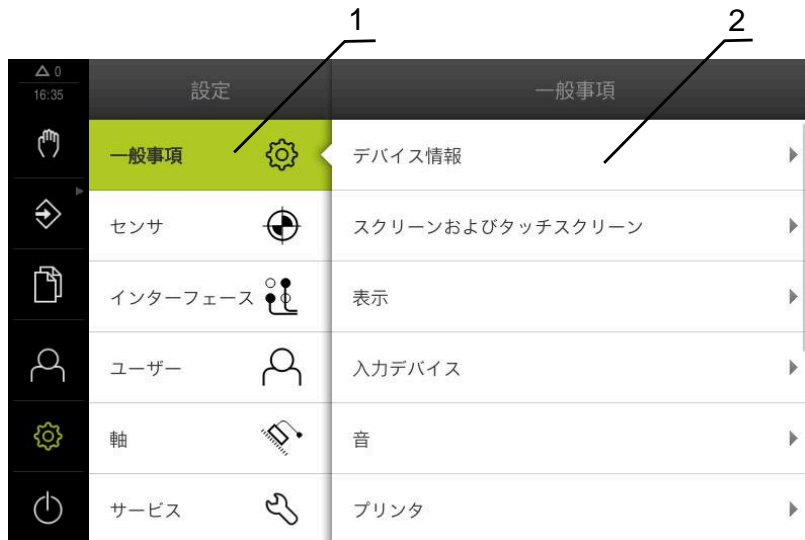 1
2
0
16:35
設定
一般事項
一般事項
デバイス情報
センサ
スクリーンおよびタッチスクリーン
インターフェース
表示
ユーザー
入力デバイス
軸
音
サービス
プリンタ